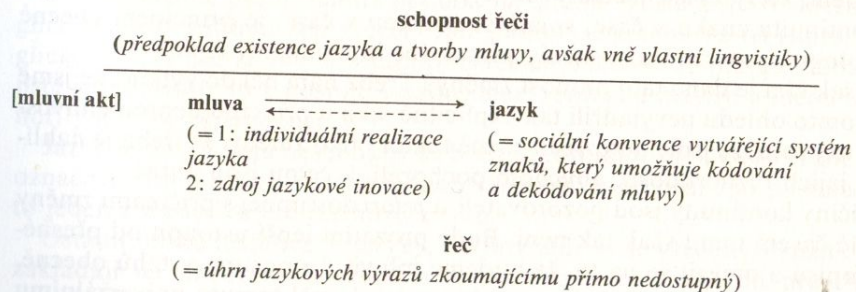 schopnost řeči
(předpoklad existence jazyka a tvorby mluvy, avšak vně vlastní lingvistiky)
[mluvní akt] mluva jazyk
(=1: individuální realizace jazyka
2: zdroj jazykové inovace)
(= sociální konvence vytvářející systém
znaků, který umožňuje kódování
a dekódování mluvy)
řeč
(= úhrn jazykových výrazů zkoumajícímu přímo nedostupný)